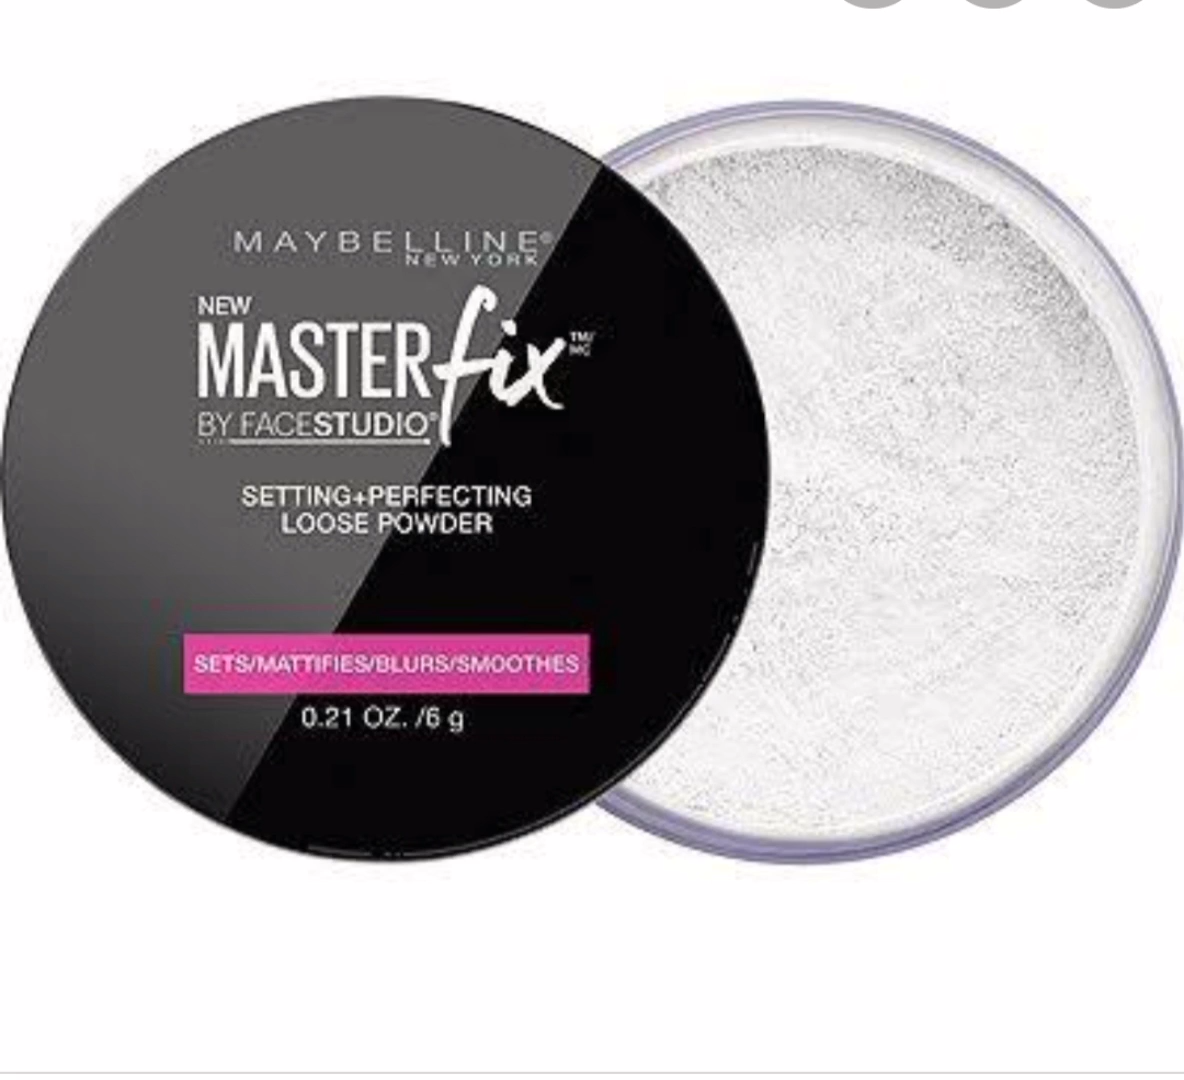 MAYBELLINE®
NEW YORK
NEW
MASTER fix TM/MC
BY FACESTUDIO®
SETTING+PERFECTING
LOOSE POWDER
SETS/MATTIFIES/BLURS/SMOOTHES
0.21 OZ. /6 g